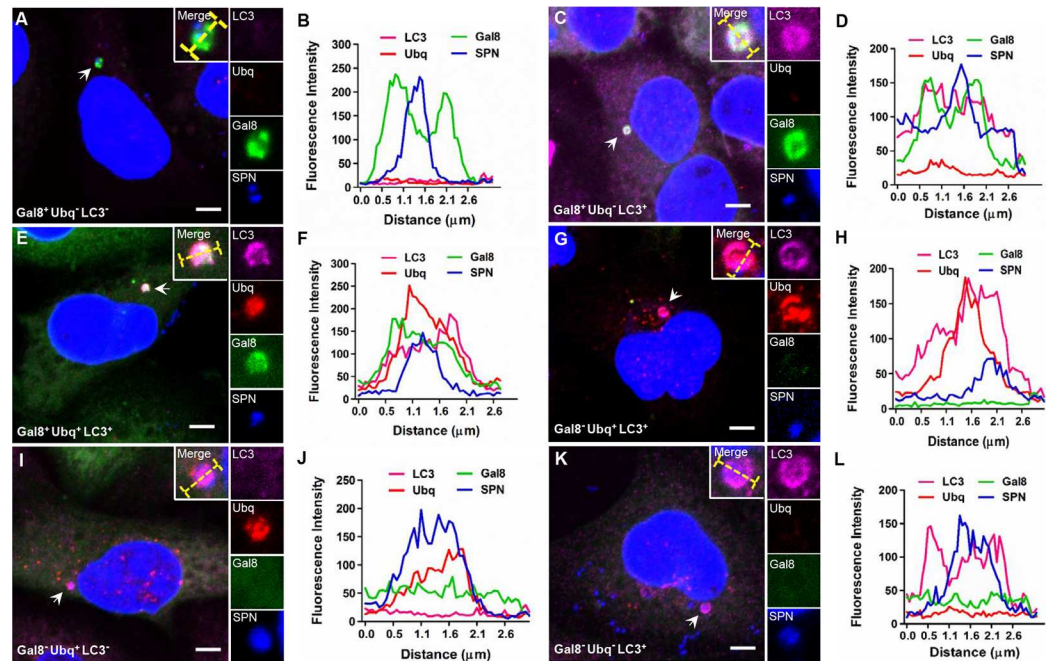 A
Merge
LC3
Ubq
Gal8
SPN
Gal8⁺ Ubq⁻ LC3⁻
B
LC3 Gal8
Ubq SPN
Fluorescence Intensity
300
250
200
150
100
50
0
0.0 0.5 1.1 1.6 2.1 2.6
Distance (μm)
C
Merge
LC3
Ubq
Gal8
SPN
Gal8⁺ Ubq⁻ LC3⁺
D
LC3 Gal8
Ubq SPN
Fluorescence Intensity
200
150
100
50
0
0.0 0.5 1.1 1.6 2.1 2.6
Distance (μm)
E
Merge
LC3
Ubq
Gal8
SPN
Gal8⁺ Ubq⁺ LC3⁺
F
LC3 Gal8
Ubq SPN
Fluorescence Intensity
300
250
200
150
100
50
0
0.0 0.5 1.1 1.6 2.1 2.6
Distance (μm)
G
Merge
LC3
Ubq
Gal8
SPN
Gal8⁻ Ubq⁺ LC3⁺
H
LC3 Gal8
Ubq SPN
Fluorescence Intensity
200
150
100
50
0
0.0 0.5 1.1 1.6 2.1 2.6
Distance (μm)
I
Merge
LC3
Ubq
Gal8
SPN
Gal8⁻ Ubq⁺ LC3⁻
J
LC3 Gal8
Ubq SPN
Fluorescence Intensity
250
200
150
100
50
0
0.0 0.5 1.1 1.6 2.1 2.6
Distance (μm)
K
Merge
LC3
Ubq
Gal8
SPN
Gal8⁻ Ubq⁻ LC3⁺
L
LC3 Gal8
Ubq SPN
Fluorescence Intensity
200
150
100
50
0
0.0 0.5 1.1 1.6 2.1 2.6
Distance (μm)